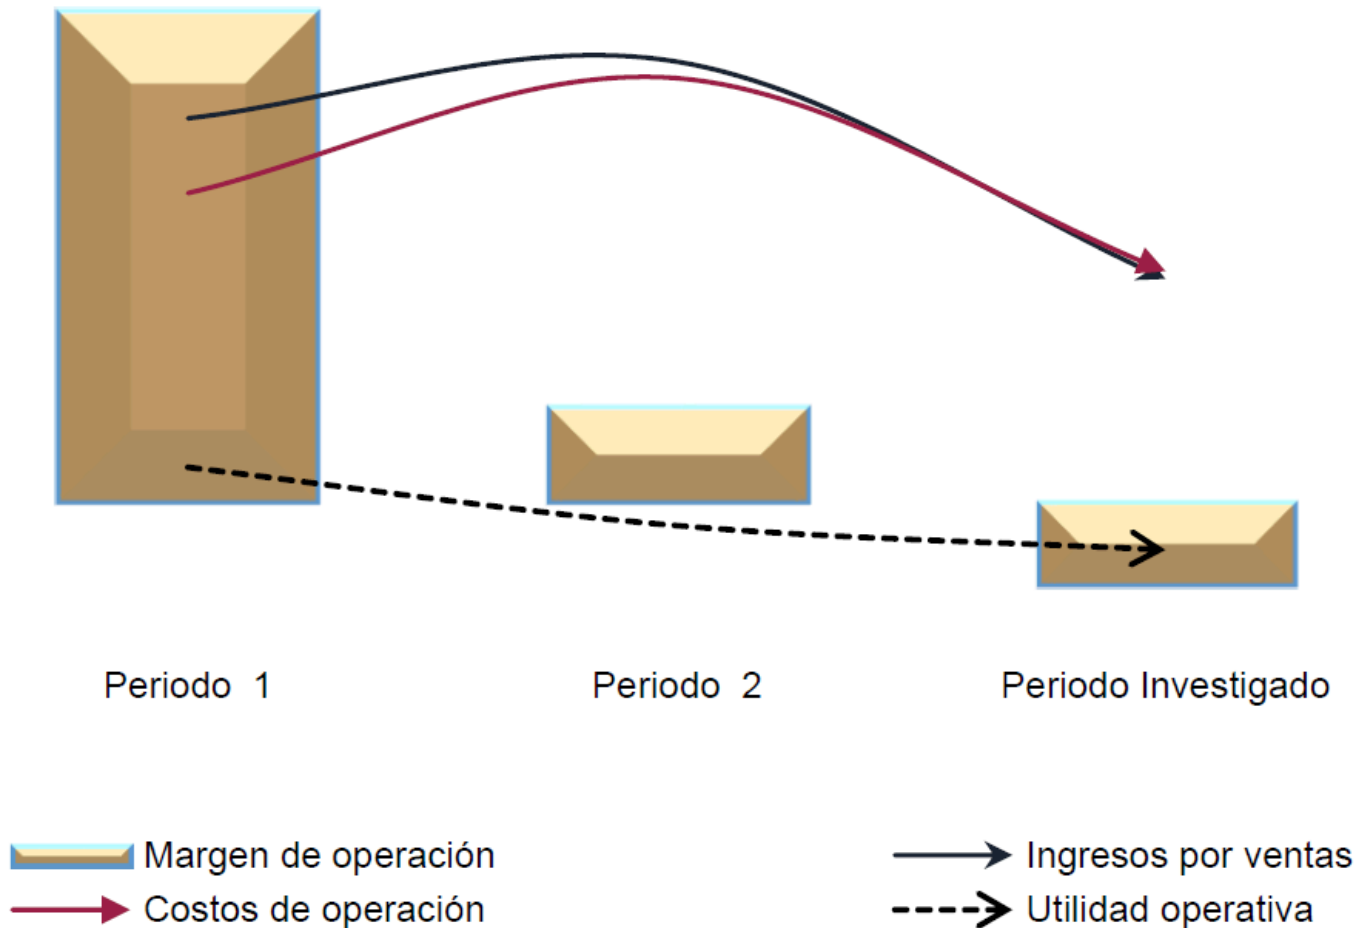 Periodo 1
Periodo 2
Periodo Investigado
Margen de operación
Ingresos por ventas
Costos de operación
Utilidad operativa